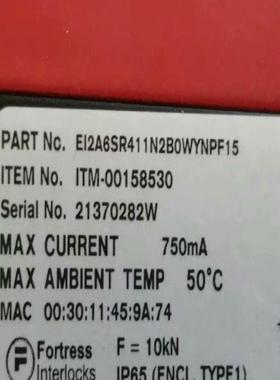 PART No. EI2A6SR411N2B0WYNPF15
ITEM No. ITM-00158530
Serial No. 21370282W
MAX CURRENT 750mA
MAX AMBIENT TEMP 50°C
MAC 00:30:11:45:9A:74
F Fortress F = 10kN
Interlocks IP65 (ENCL. TYPE1)